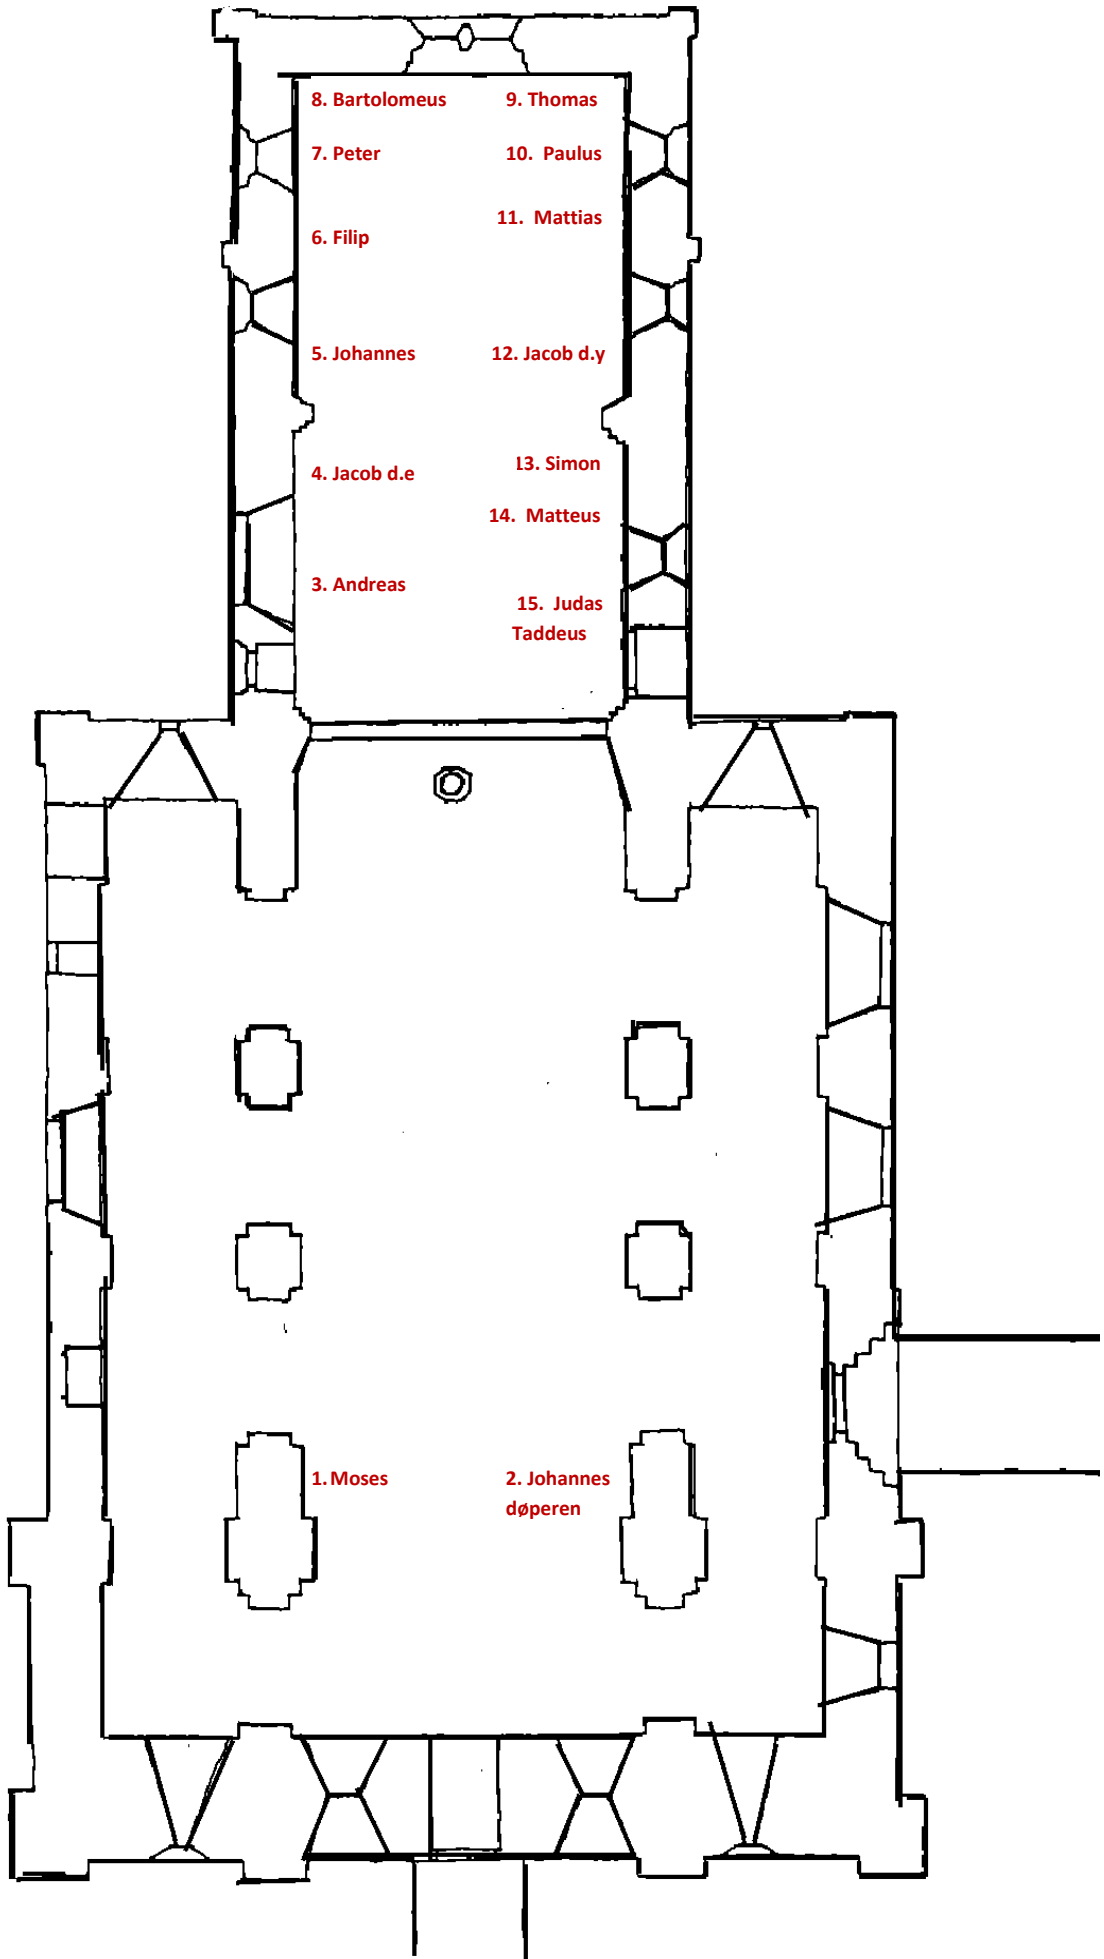 8. Bartolomeus 9. Thomas
7. Peter 10. Paulus
11. Mattias
6. Filip
5. Johannes 12. Jacob d.y
13. Simon
4. Jacob d.e
14. Matteus
3. Andreas
15. Judas
Taddeus
1. Moses 2. Johannes
døperen